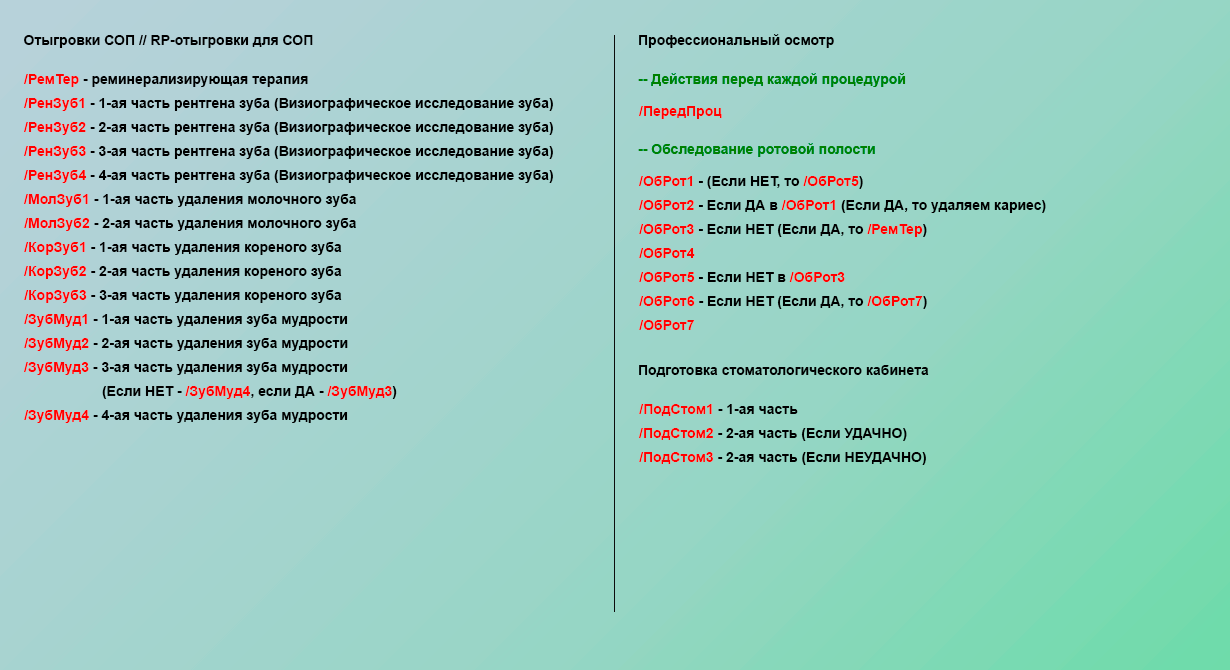 Отыгровки СОП // RP-отыгровки для СОП
/РемТер - реминерализирующая терапия
/РенЗуб1 - 1-ая часть рентгена зуба (Визиографическое исследование зуба)
/РенЗуб2 - 2-ая часть рентгена зуба (Визиографическое исследование зуба)
/РенЗуб3 - 3-ая часть рентгена зуба (Визиографическое исследование зуба)
/РенЗуб4 - 4-ая часть рентгена зуба (Визиографическое исследование зуба)
/МолЗуб1 - 1-ая часть удаления молочного зуба
/МолЗуб2 - 2-ая часть удаления молочного зуба
/КорЗуб1 - 1-ая часть удаления кореного зуба
/КорЗуб2 - 2-ая часть удаления кореного зуба
/КорЗуб3 - 3-ая часть удаления кореного зуба
/ЗубМуд1 - 1-ая часть удаления зуба мудрости
/ЗубМуд2 - 2-ая часть удаления зуба мудрости
/ЗубМуд3 - 3-ая часть удаления зуба мудрости
(Если НЕТ - /ЗубМуд4, если ДА - /ЗубМуд3)
/ЗубМуд4 - 4-ая часть удаления зуба мудрости
Профессиональный осмотр
-- Действия перед каждой процедурой
/ПередПроц
-- Обследование ротовой полости
/ОбРот1 - (Если НЕТ, то /ОбРот5)
/ОбРот2 - Если ДА в /ОбРот1 (Если ДА, то удаляем кариес)
/ОбРот3 - Если НЕТ (Если ДА, то /РемТер)
/ОбРот4
/ОбРот5 - Если НЕТ в /ОбРот3
/ОбРот6 - Если НЕТ (Если ДА, то /ОбРот7)
/ОбРот7
Подготовка стоматологического кабинета
/ПодСтом1 - 1-ая часть
/ПодСтом2 - 2-ая часть (Если УДАЧНО)
/ПодСтом3 - 2-ая часть (Если НЕУДАЧНО)